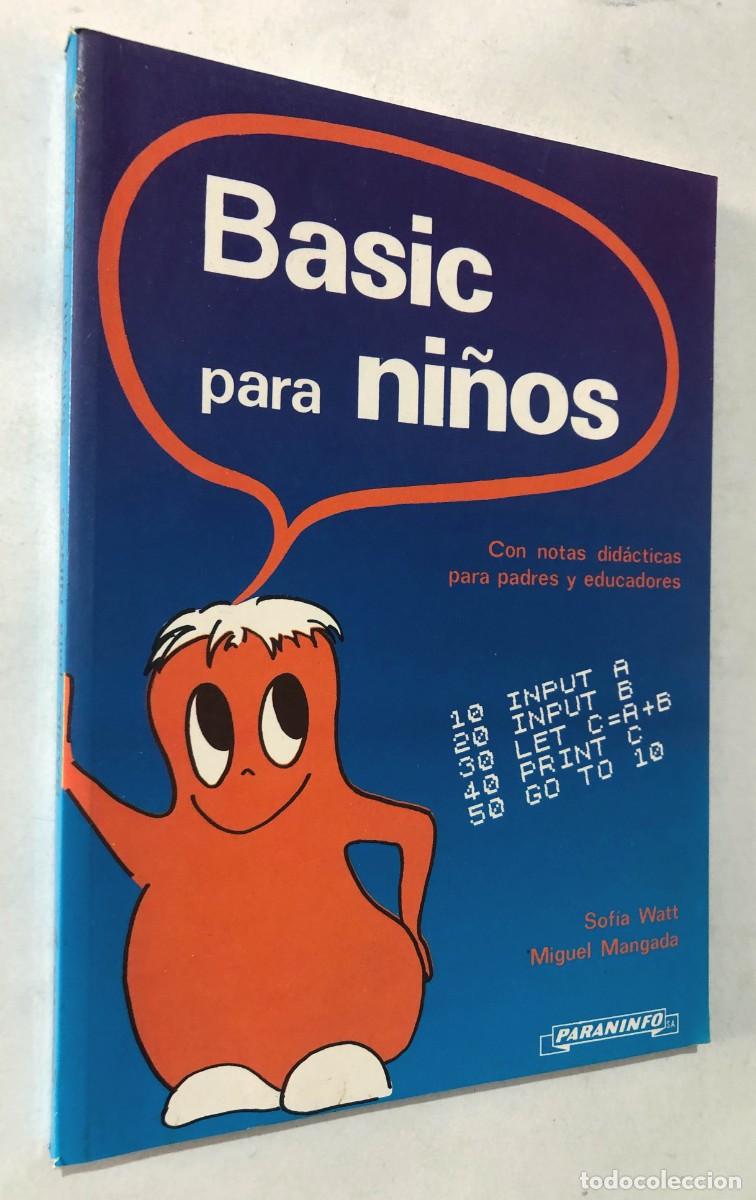 Basic
para niños
Con notas didácticas
para padres y educadores
10 INPUT A
20 INPUT B
30 LET C=A+B
40 PRINT C
50 GO TO 10
Sofía Watt
Miguel Mangada
PARANINFO S.A.
todocoleccion